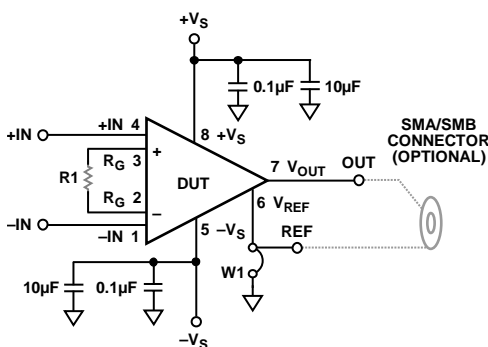 +VS
0.1µF
10µF
+IN
+IN 4
8 +VS
RG 3
+
R1
DUT
RG 2
–
–IN
–IN 1
5
7 VOUT
OUT
6 VREF
–VS
REF
W1
SMA/SMB
CONNECTOR
(OPTIONAL)
10µF
0.1µF
–VS